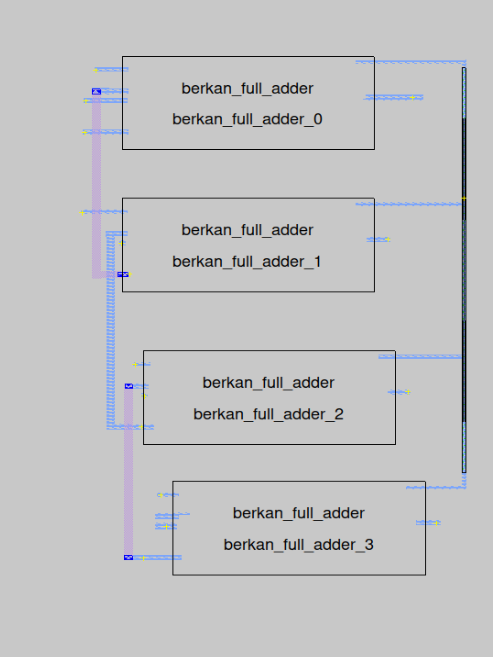 berkan_full_adder
berkan_full_adder_0
berkan_full_adder
berkan_full_adder_1
berkan_full_adder
berkan_full_adder_2
berkan_full_adder
berkan_full_adder_3